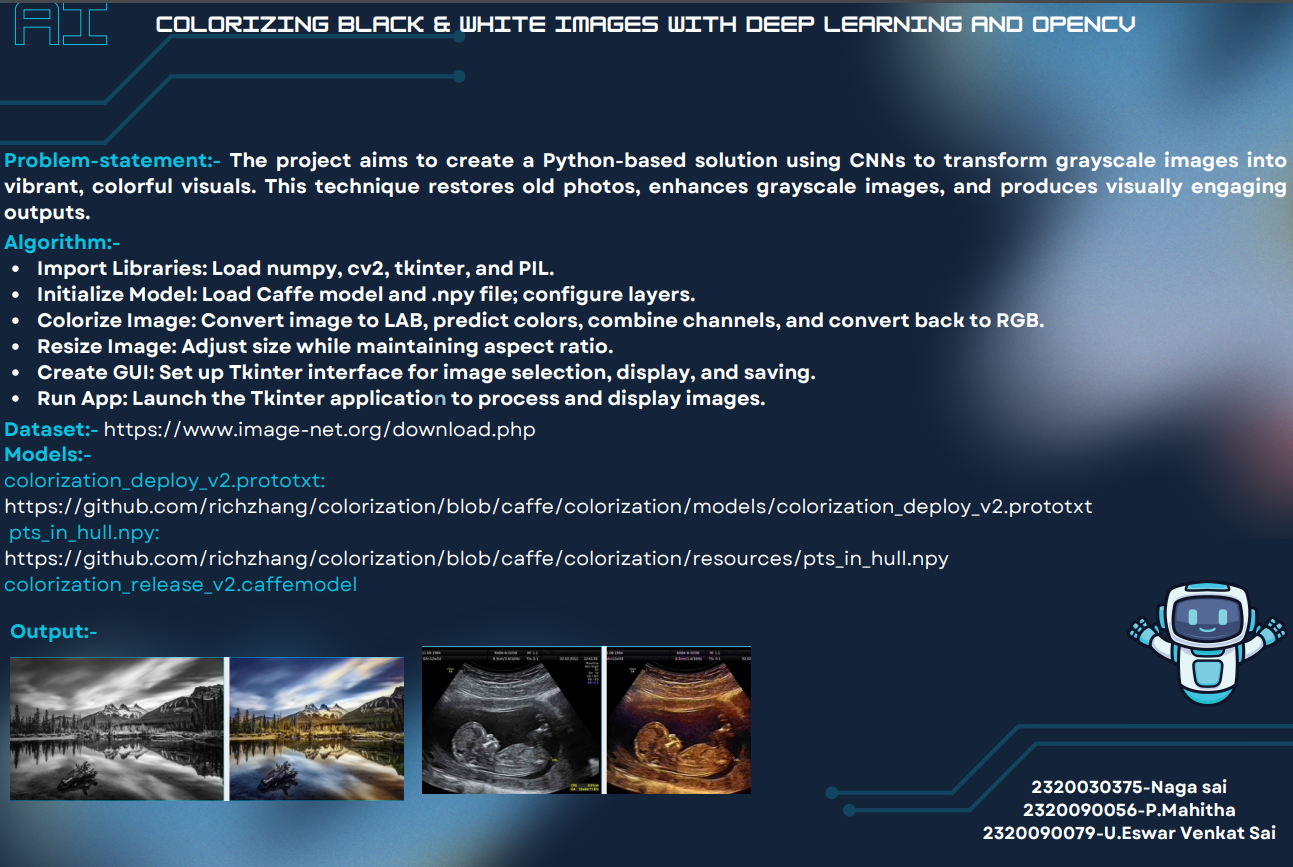 AI
COLORIZING BLACK & WHITE IMAGES WITH DEEP LEARNING AND OPENCV
Problem-statement:- The project aims to create a Python-based solution using CNNs to transform grayscale images into
vibrant, colorful visuals. This technique restores old photos, enhances grayscale images, and produces visually engaging
outputs.
Algorithm:-
• Import Libraries: Load numpy, cv2, tkinter, and PIL.
• Initialize Model: Load Caffe model and .npy file; configure layers.
• Colorize Image: Convert image to LAB, predict colors, combine channels, and convert back to RGB.
• Resize Image: Adjust size while maintaining aspect ratio.
• Create GUI: Set up Tkinter interface for image selection, display, and saving.
• Run App: Launch the Tkinter application to process and display images.
Dataset:- https://www.image-net.org/download.php
Models:-
colorization_deploy_v2.prototxt:
https://github.com/richzhang/colorization/blob/caffe/colorization/models/colorization_deploy_v2.prototxt
pts_in_hull.npy:
https://github.com/richzhang/colorization/blob/caffe/colorization/resources/pts_in_hull.npy
colorization_release_v2.caffemodel
Output:-
2320030375-Naga sai
2320090056-P.Mahitha
2320090079-U.Eswar Venkat Sai